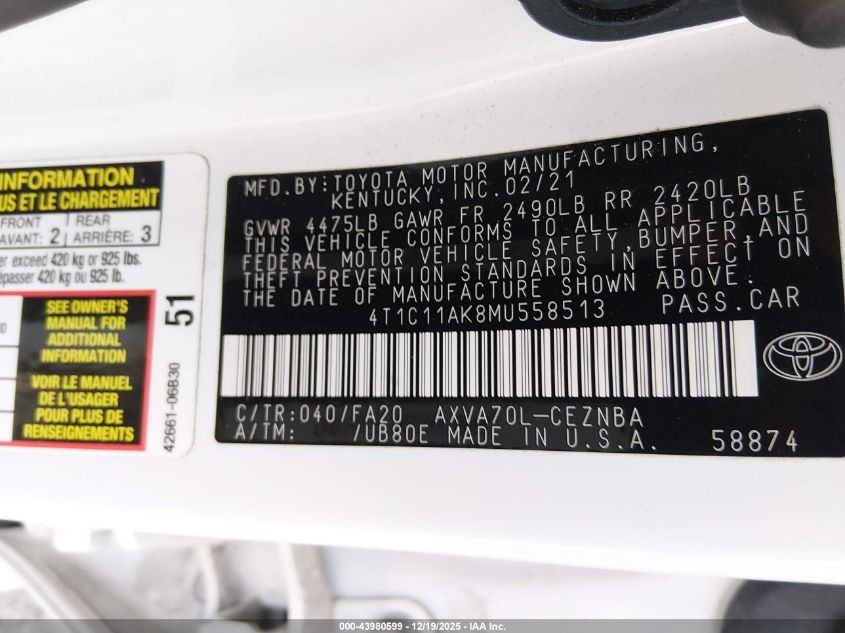 INFORMATION
US ET LE CHARGEMENT
FRONT REAR
AVANT: 2 ARRIÈRE: 3
er exceed 420 kg or 925 lbs.
épasser 420 kg ou 925 lb.
SEE OWNER'S
MANUAL FOR
ADDITIONAL
INFORMATION
VOIR LE MANUEL
DE L'USAGER
POUR PLUS DE
RENSEIGNEMENTS
51
42661-06B30
MFD.BY:TOYOTA MOTOR MANUFACTURING,
KENTUCKY,INC.02/21
GVWR 4475LB GAWR FR 2490LB RR 2420LB
THIS VEHICLE CONFORMS TO ALL APPLICABLE
FEDERAL MOTOR VEHICLE SAFETY,BUMPER,AND
THEFT PREVENTION STANDARDS IN EFFECT ON
THE DATE OF MANUFACTURE SHOWN ABOVE.
4T1C11AK8MU558513 PASS.CAR
C/TR:040/FA20 AXVA70L-CEZNBA
A/TM: /UB80E MADE IN U.S.A. 58874
000-43980599 - 12/19/2025 - IAAI.COM